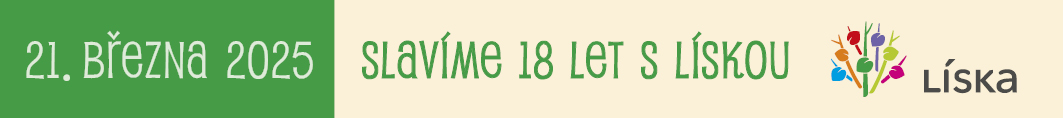 21. Března 2025
Slavíme 18 let s Lískou
Líska